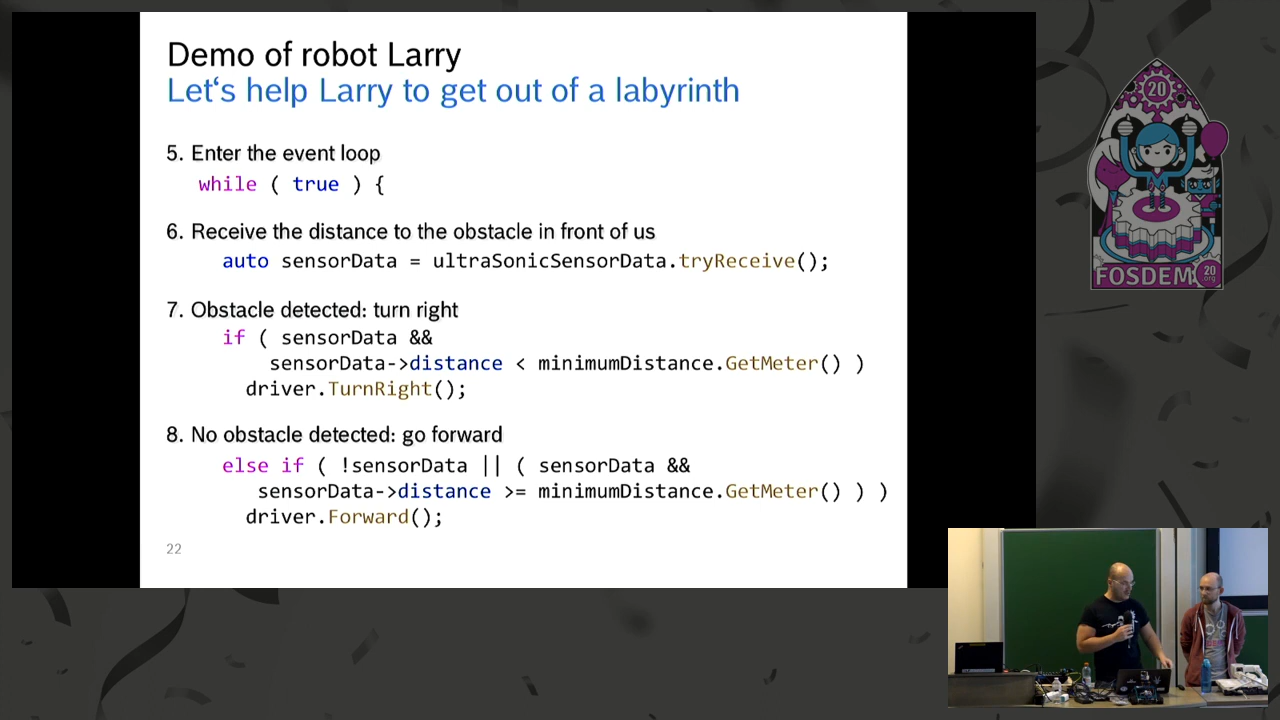 Demo of robot Larry
Let‘s help Larry to get out of a labyrinth
5. Enter the event loop
while ( true ) {
6. Receive the distance to the obstacle in front of us
auto sensorData = ultraSonicSensorData.tryReceive();
7. Obstacle detected: turn right
if ( sensorData &&
sensorData->distance < minimumDistance.GetMeter() )
driver.TurnRight();
8. No obstacle detected: go forward
else if ( !sensorData || ( sensorData &&
sensorData->distance >= minimumDistance.GetMeter() ) )
driver.Forward();
22
20
FOSDEM
20
.org